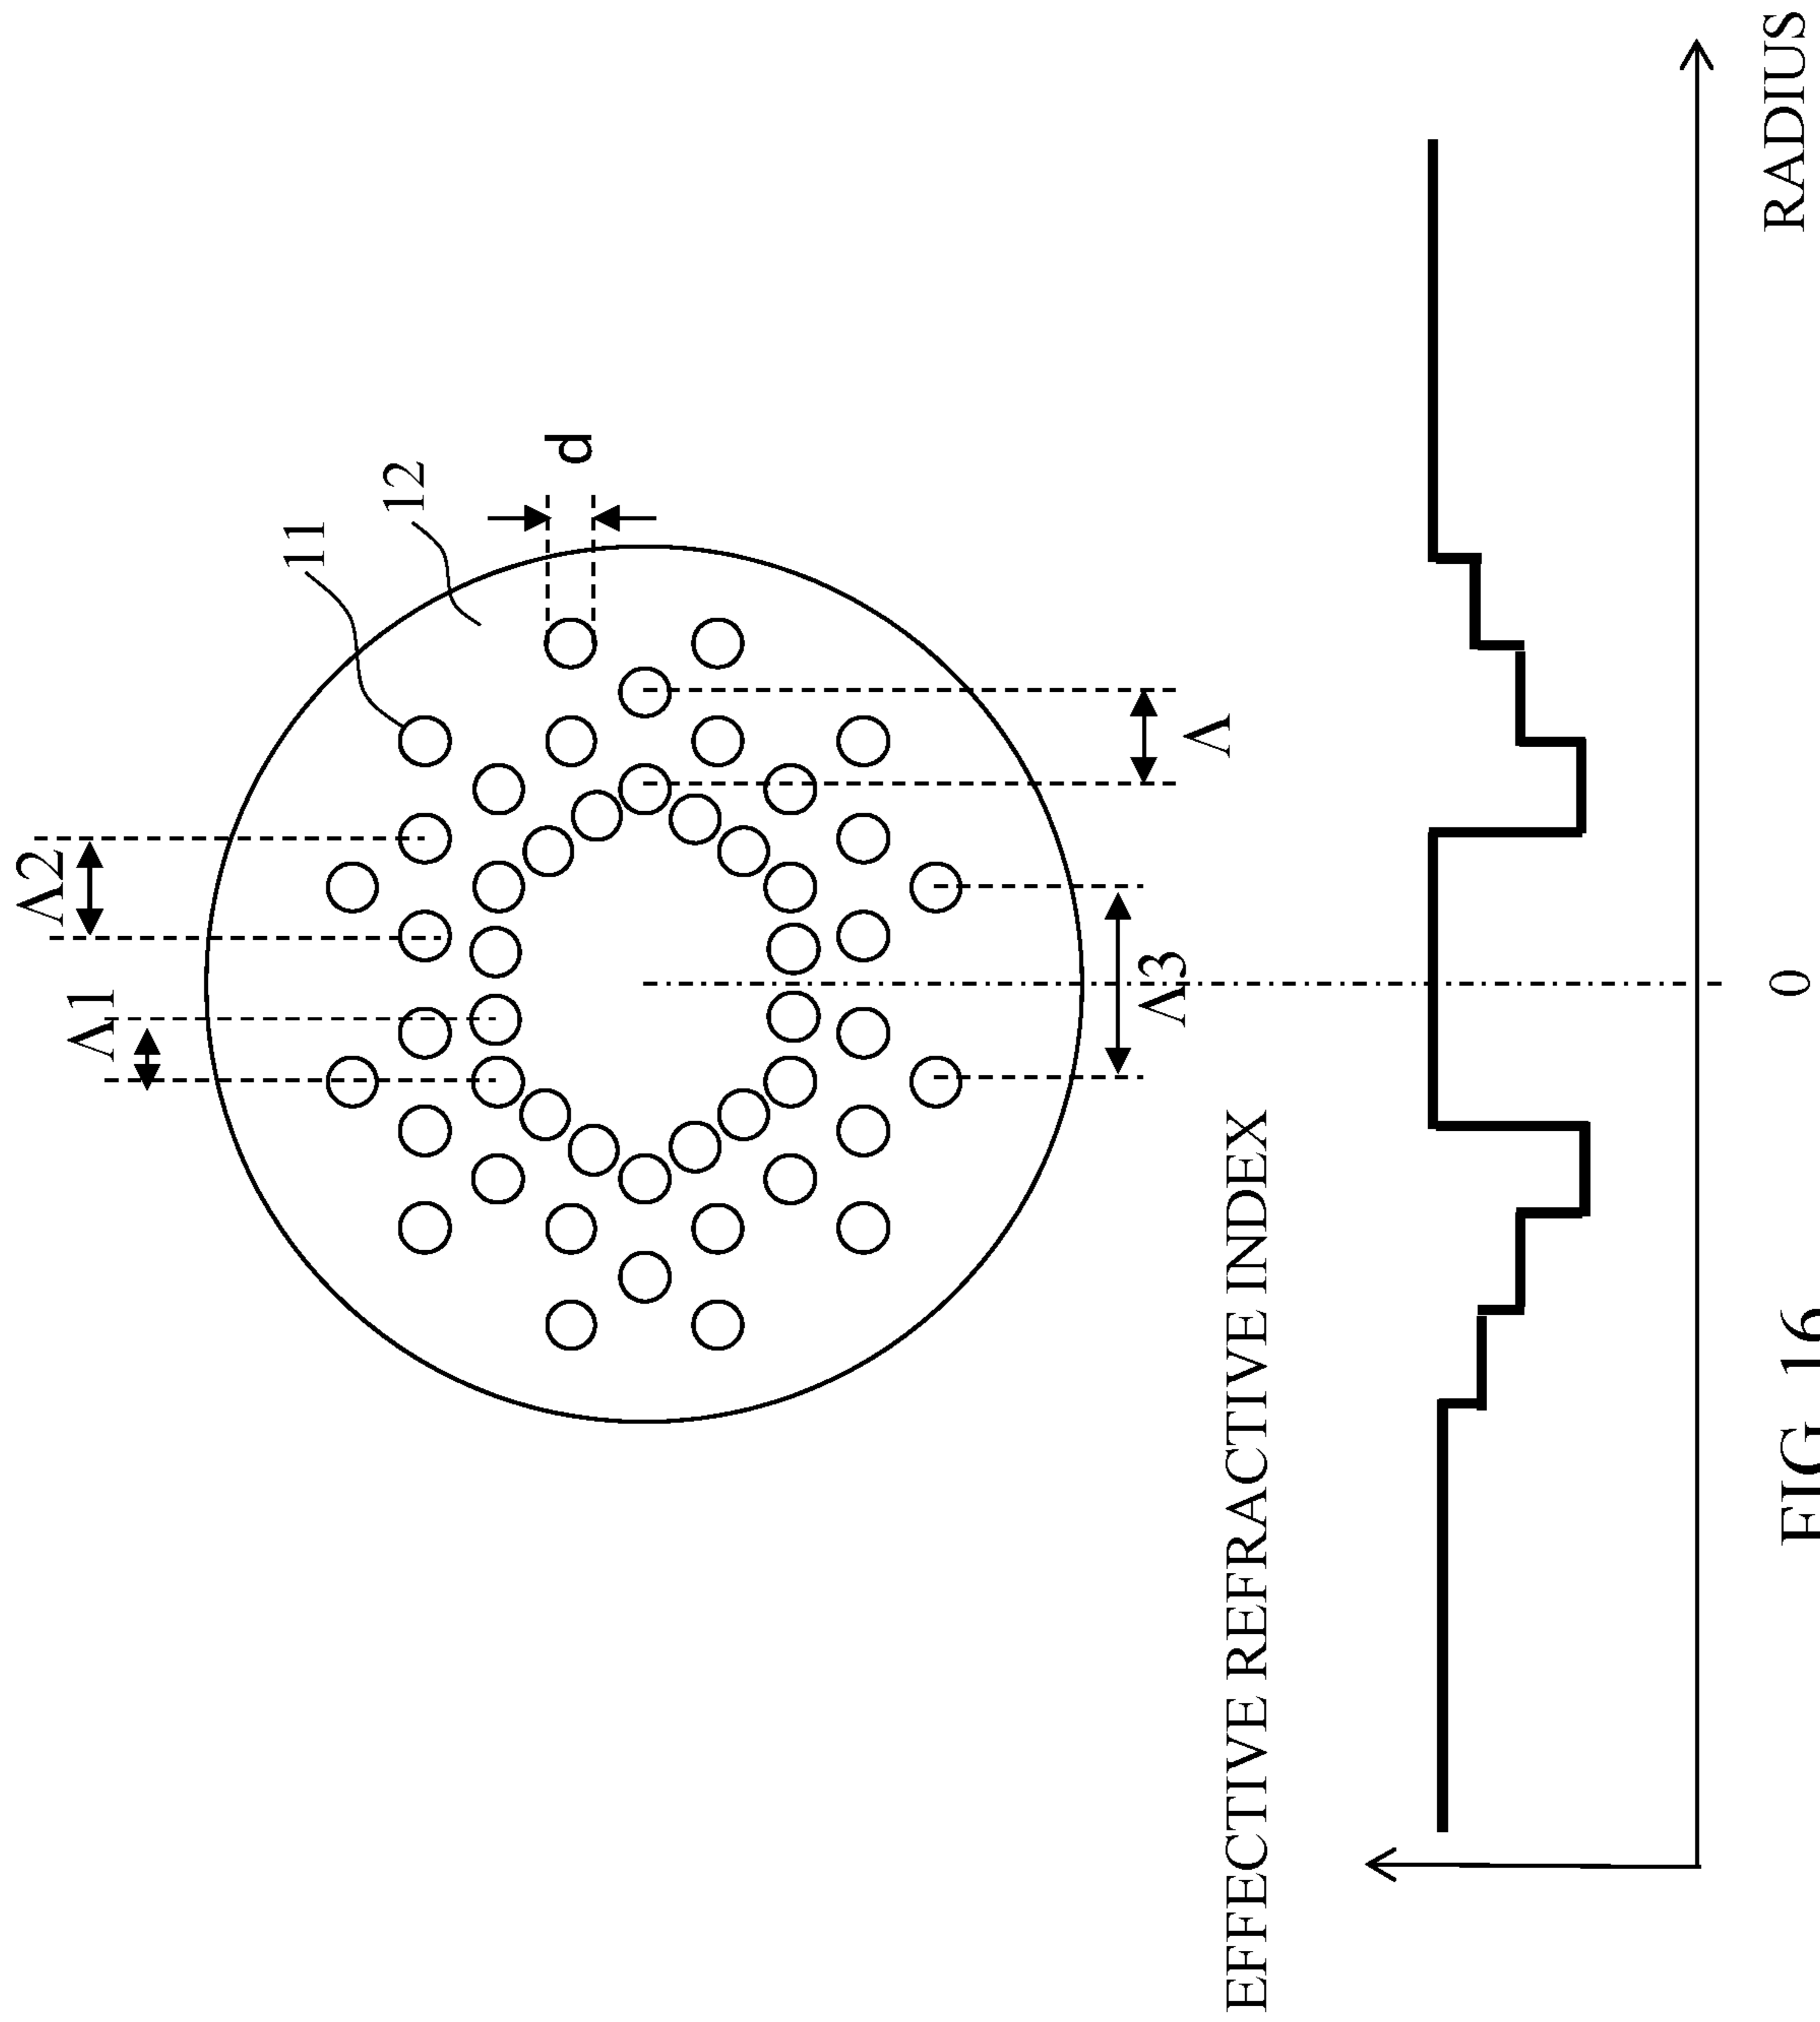 Λ1
Λ2
11
12
d
Λ3
Λ
EFFECTIVE REFRACTIVE INDEX
0
RADIUS
FIG. 16